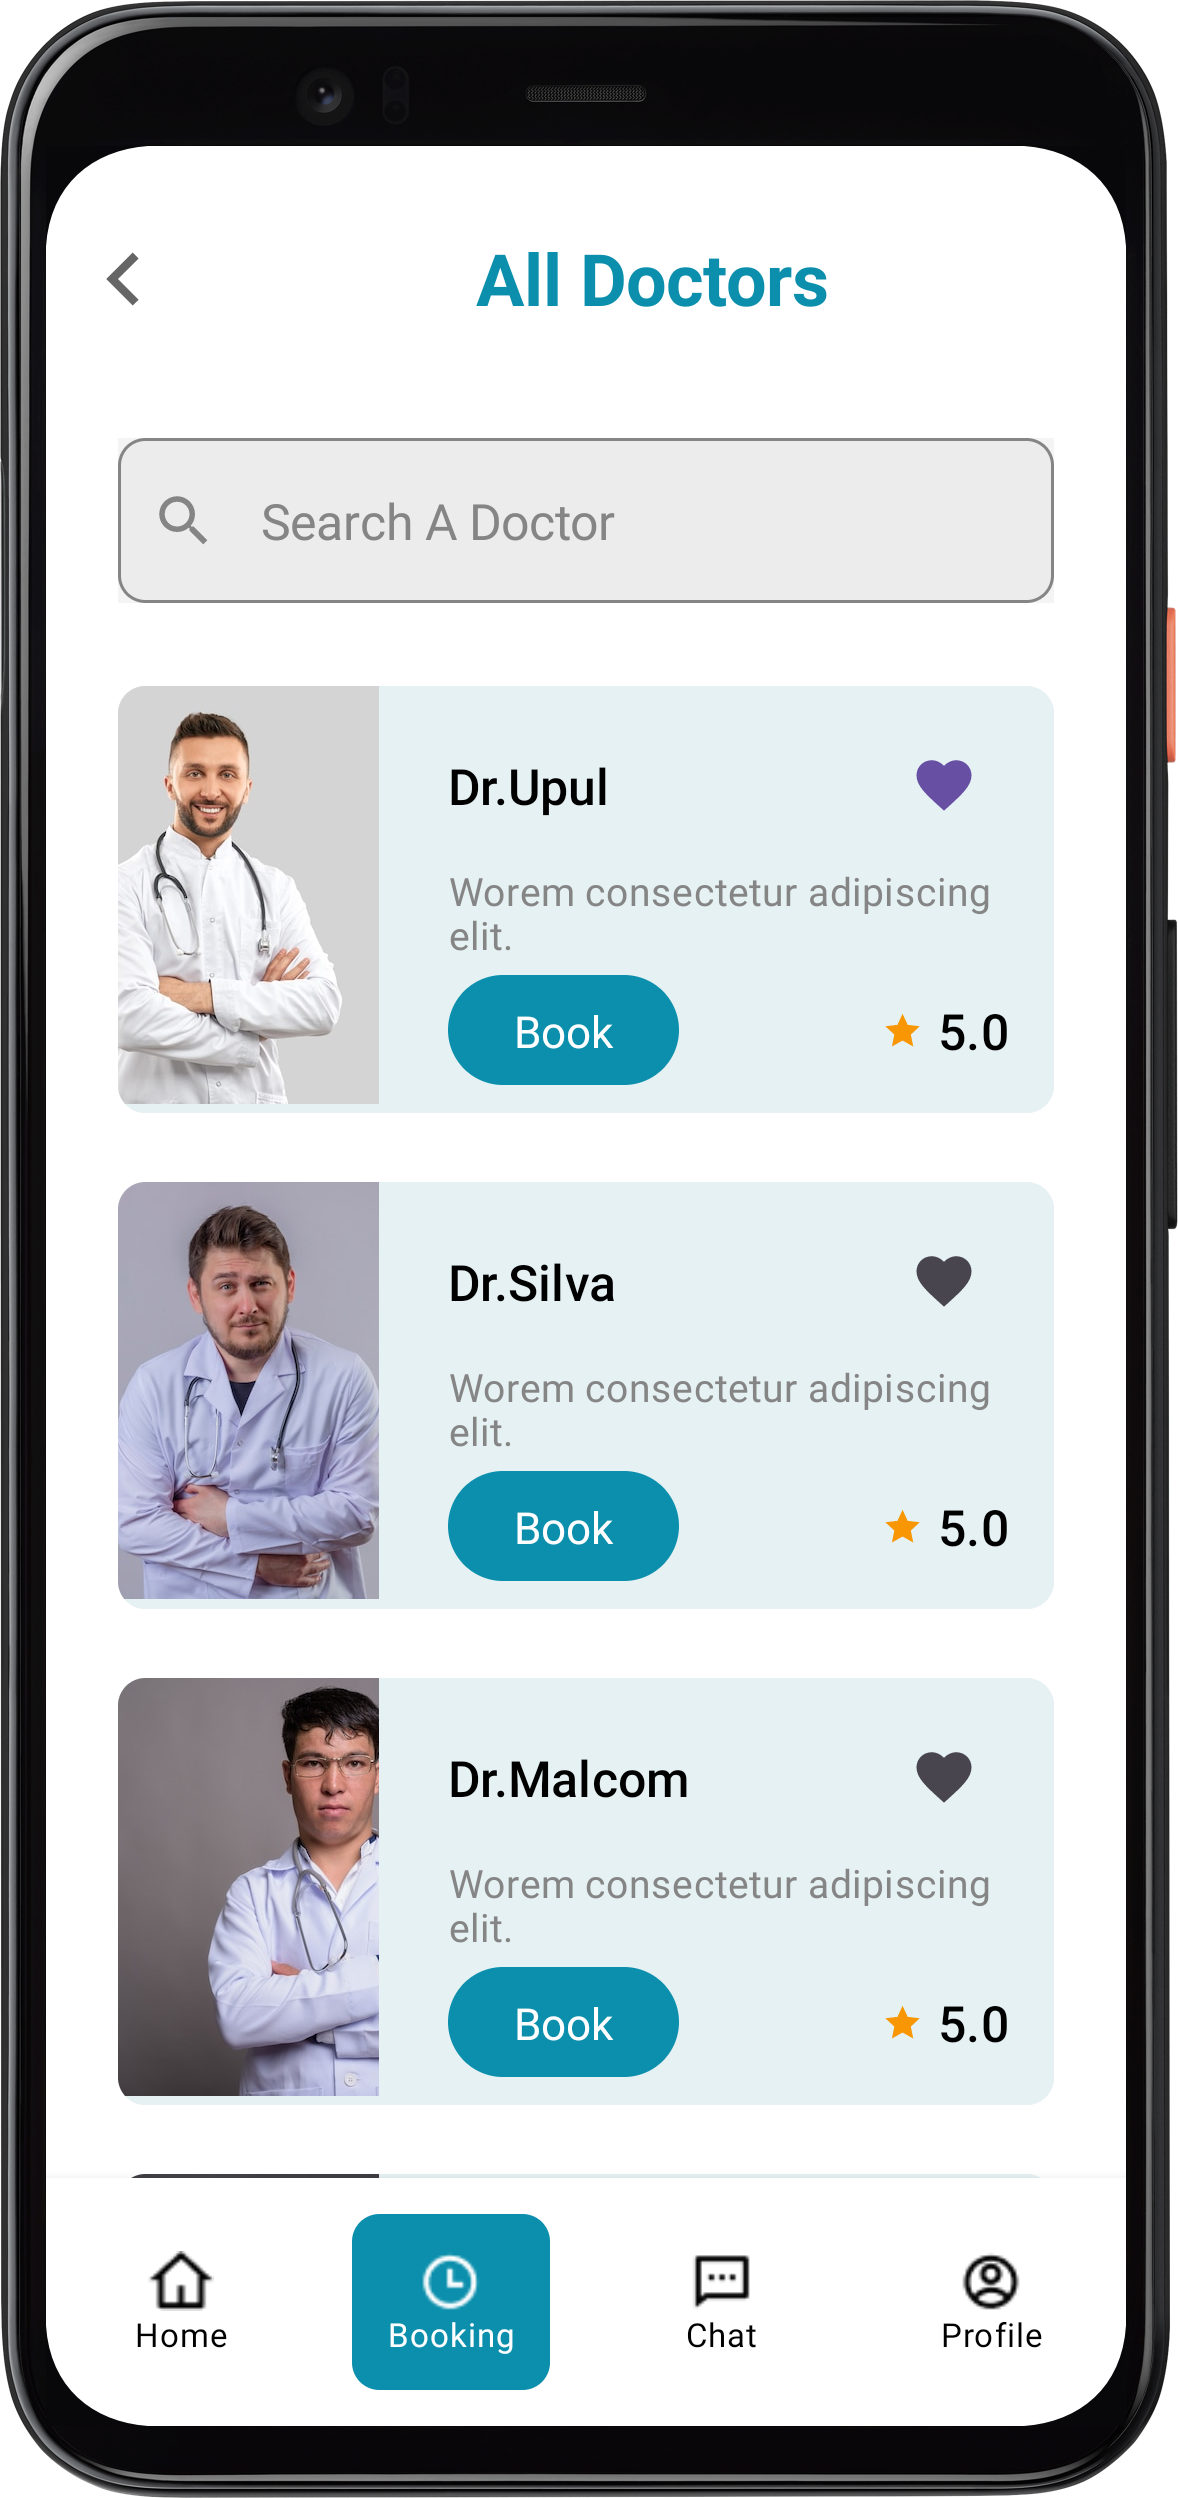 All Doctors
Search A Doctor
Dr.Upul
Worem consectetur adipiscing
elit.
Book
5.0
Dr.Silva
Worem consectetur adipiscing
elit.
Book
5.0
Dr.Malcom
Worem consectetur adipiscing
elit.
Book
5.0
Home
Booking
Chat
Profile